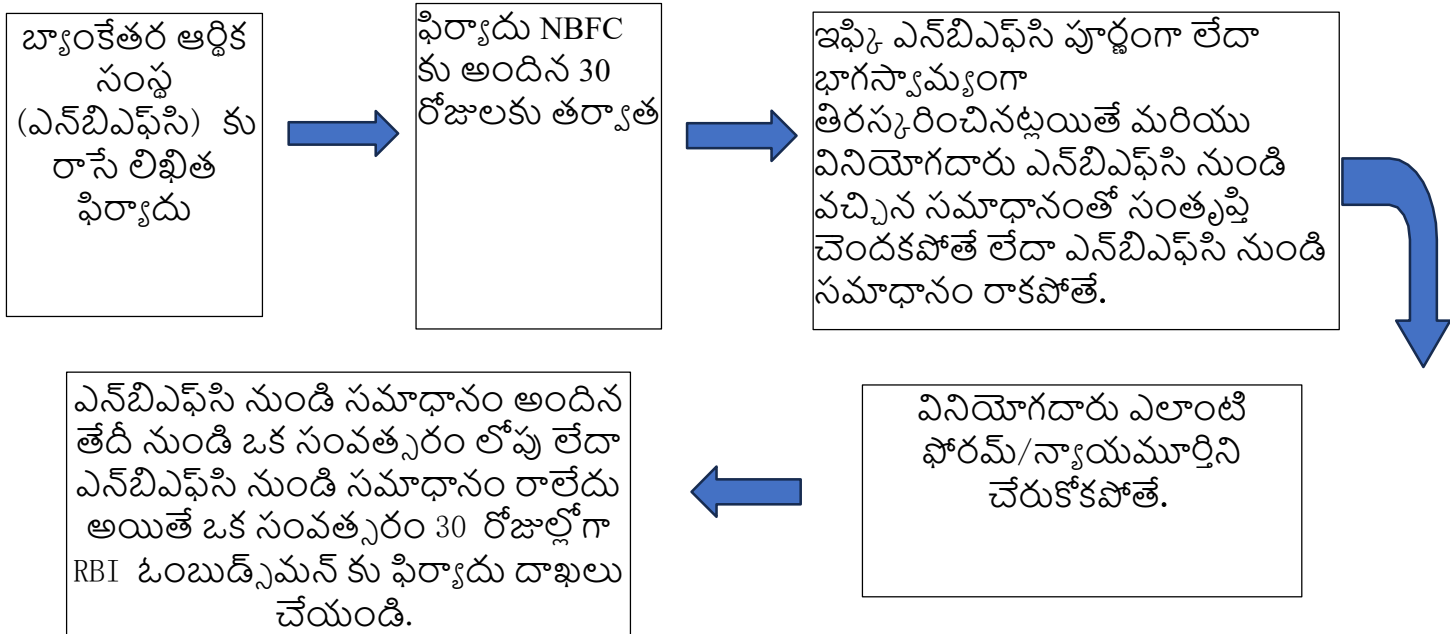 బ్యాంకేతర ఆర్థిక
సంస్థ
(ఎన్‌బిఎఫ్‌సి) కు
రాసే లిఖిత
ఫిర్యాదు
ఫిర్యాదు NBFC
కు అందిన 30
రోజులకు తర్వాత
ఇఫ్కి ఎన్‌బిఎఫ్‌సి పూర్ణంగా లేదా
భాగస్వామ్యంగా
తిరస్కరించినట్లయితే మరియు
వినియోగదారు ఎన్‌బిఎఫ్‌సి నుండి
వచ్చిన సమాధానంతో సంతృప్తి
చెందకపోతే లేదా ఎన్‌బిఎఫ్‌సి నుండి
సమాధానం రాకపోతే.
వినియోగదారు ఎలాంటి
ఫోరమ్/న్యాయమూర్తిని
చేరుకోకపోతే.
ఎన్‌బిఎఫ్‌సి నుండి సమాధానం అందిన
తేదీ నుండి ఒక సంవత్సరం లోపు లేదా
ఎన్‌బిఎఫ్‌సి నుండి సమాధానం రాలేదు
అయితే ఒక సంవత్సరం 30 రోజుల్లోగా
RBI ఓంబుడ్స్‌మన్ కు ఫిర్యాదు దాఖలు
చేయండి.